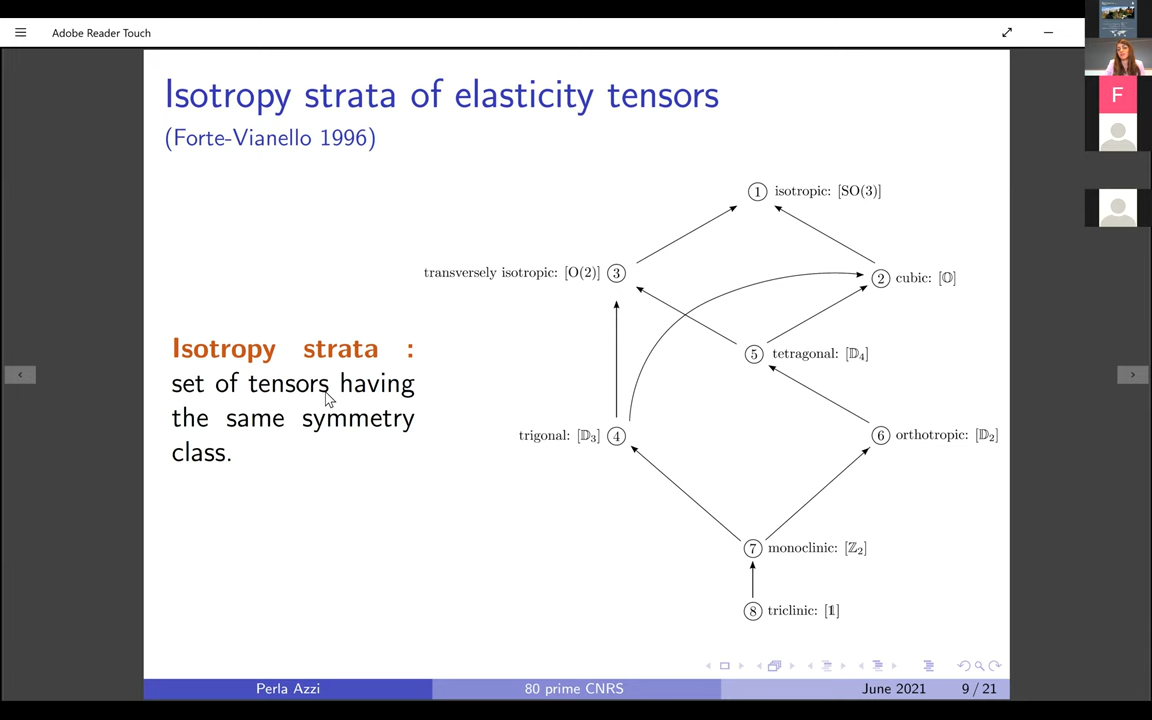 Adobe Reader Touch
Isotropy strata of elasticity tensors
(Forte-Vianello 1996)
1 isotropic: [SO(3)]
transversely isotropic: [O(2)] 3
2 cubic: [𝕆]
Isotropy strata :
set of tensors having
the same symmetry
class.
5 tetragonal: [𝔻₄]
trigonal: [𝔻₃] 4
6 orthotropic: [𝔻₂]
7 monoclinic: [ℤ₂]
8 triclinic: [𝟙]
Perla Azzi
80 prime CNRS
June 2021
9 / 21
F